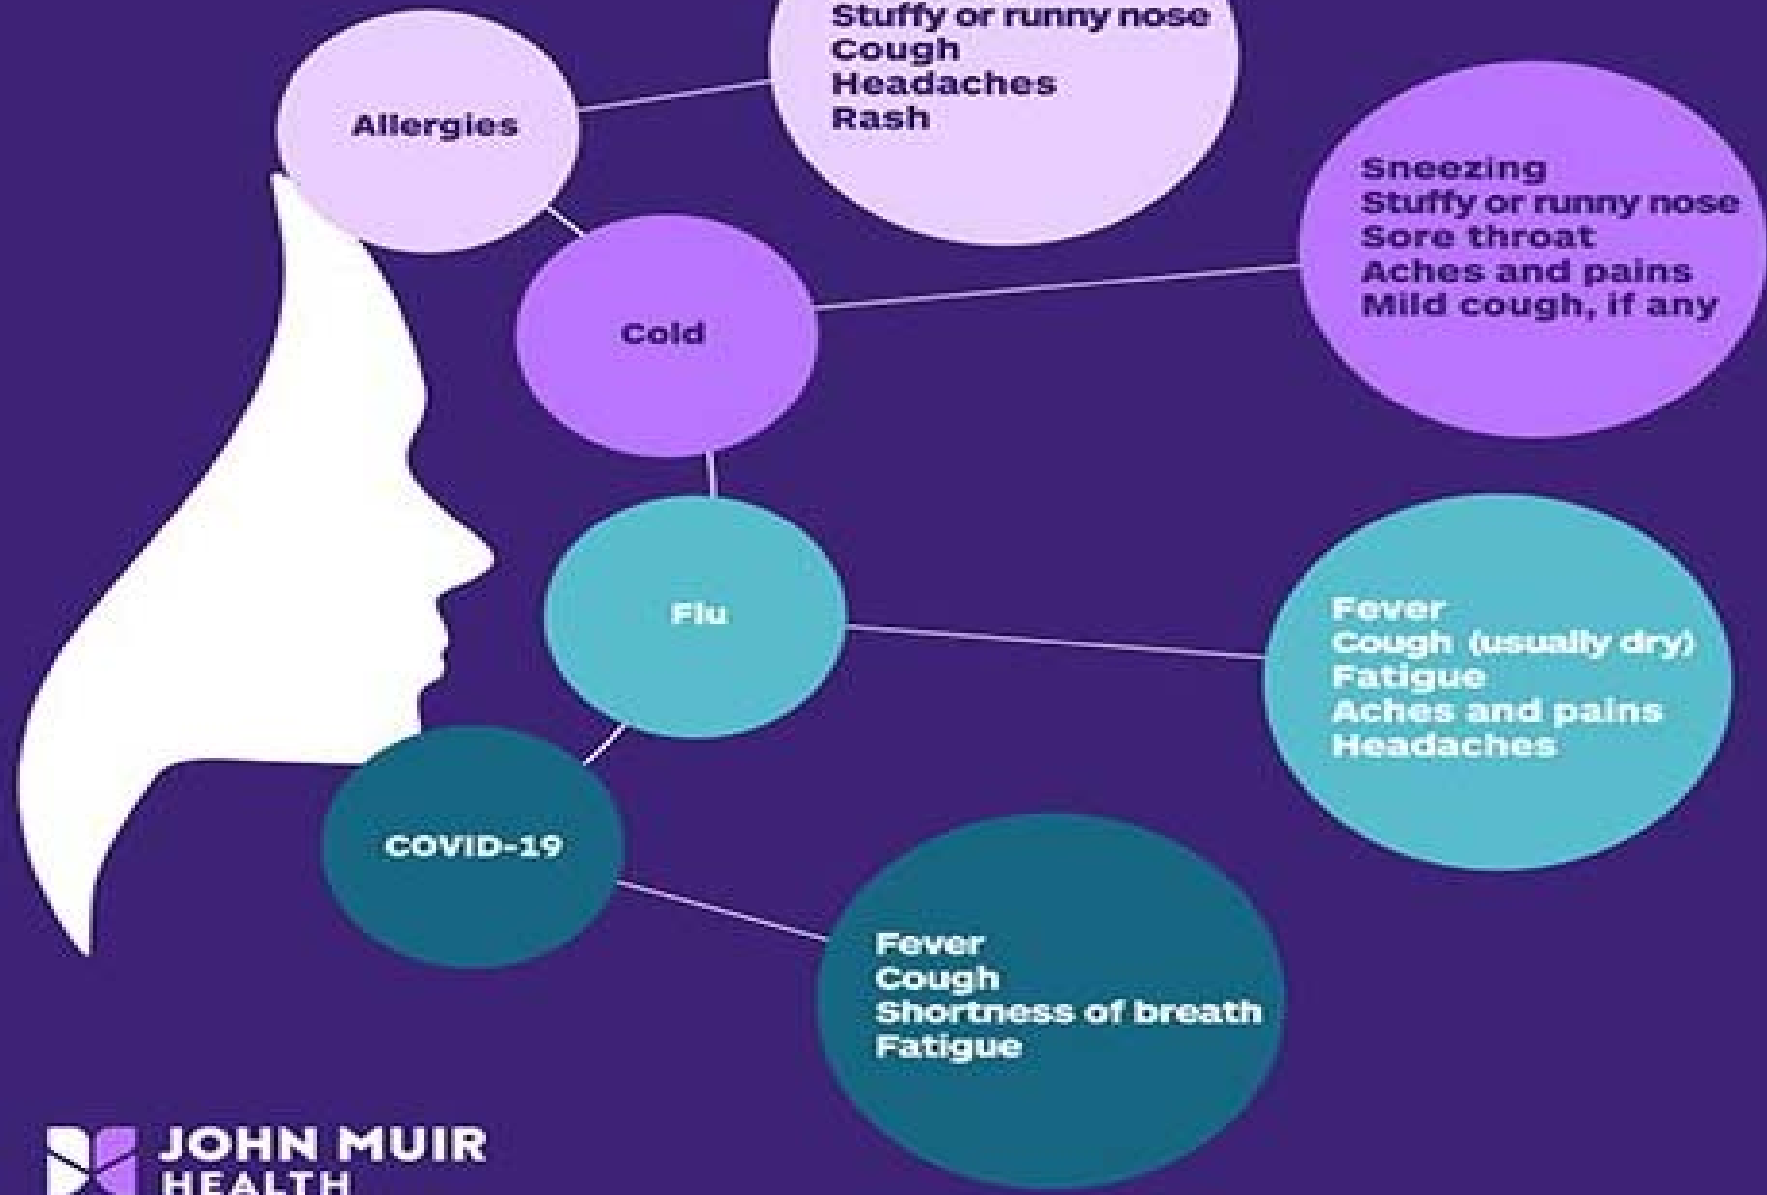 Allergies
Stuffy or runny nose
Cough
Headaches
Rash
Cold
Sneezing
Stuffy or runny nose
Sore throat
Aches and pains
Mild cough, if any
Flu
Fever
Cough (usually dry)
Fatigue
Aches and pains
Headaches
COVID-19
Fever
Cough
Shortness of breath
Fatigue
JOHN MUIR
HEALTH